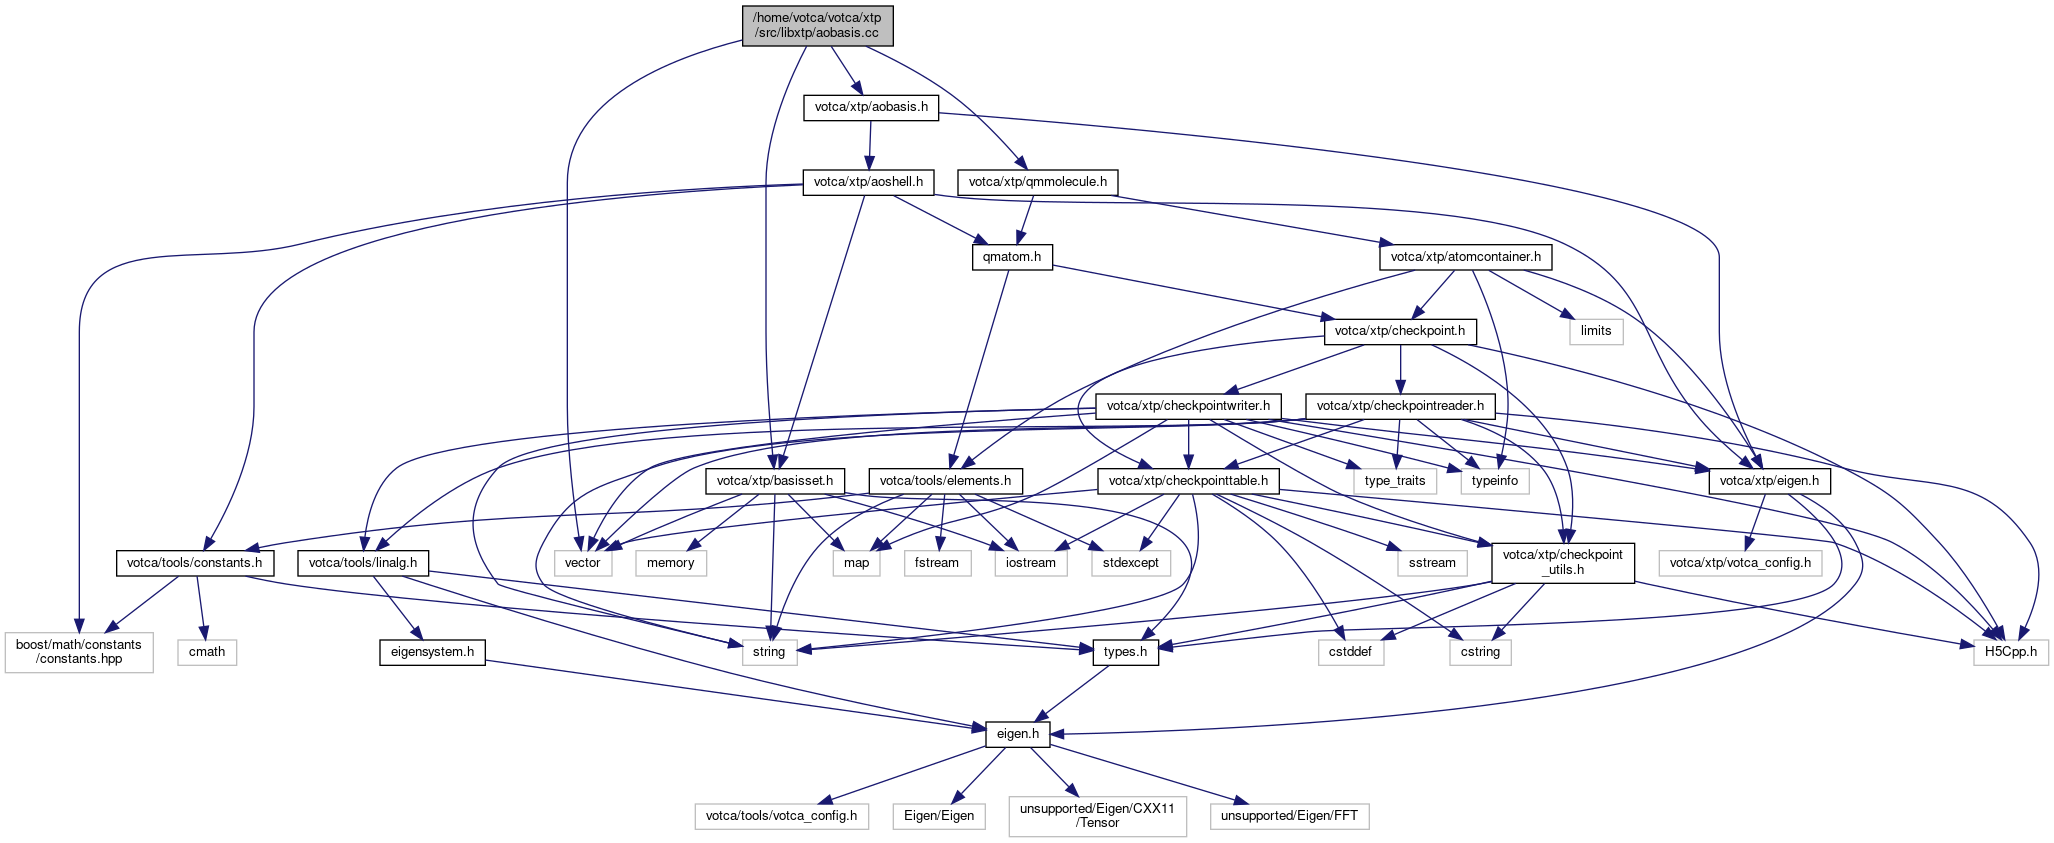 /home/votca/votca/xtp
/src/libxtp/aobasis.cc
votca/xtp/aobasis.h
votca/xtp/aoshell.h
votca/xtp/qmmolecule.h
qmatom.h
votca/xtp/atomcontainer.h
votca/xtp/checkpoint.h
limits
votca/xtp/checkpointwriter.h
votca/xtp/checkpointreader.h
votca/xtp/basisset.h
votca/tools/elements.h
votca/xtp/checkpointtable.h
type_traits
typeinfo
votca/xtp/eigen.h
votca/tools/constants.h
votca/tools/linalg.h
vector
memory
map
fstream
iostream
stdexcept
sstream
votca/xtp/checkpoint
_utils.h
votca/xtp/votca_config.h
boost/math/constants
/constants.hpp
cmath
eigensystem.h
string
types.h
cstddef
cstring
H5Cpp.h
eigen.h
votca/tools/votca_config.h
Eigen/Eigen
unsupported/Eigen/CXX11
/Tensor
unsupported/Eigen/FFT